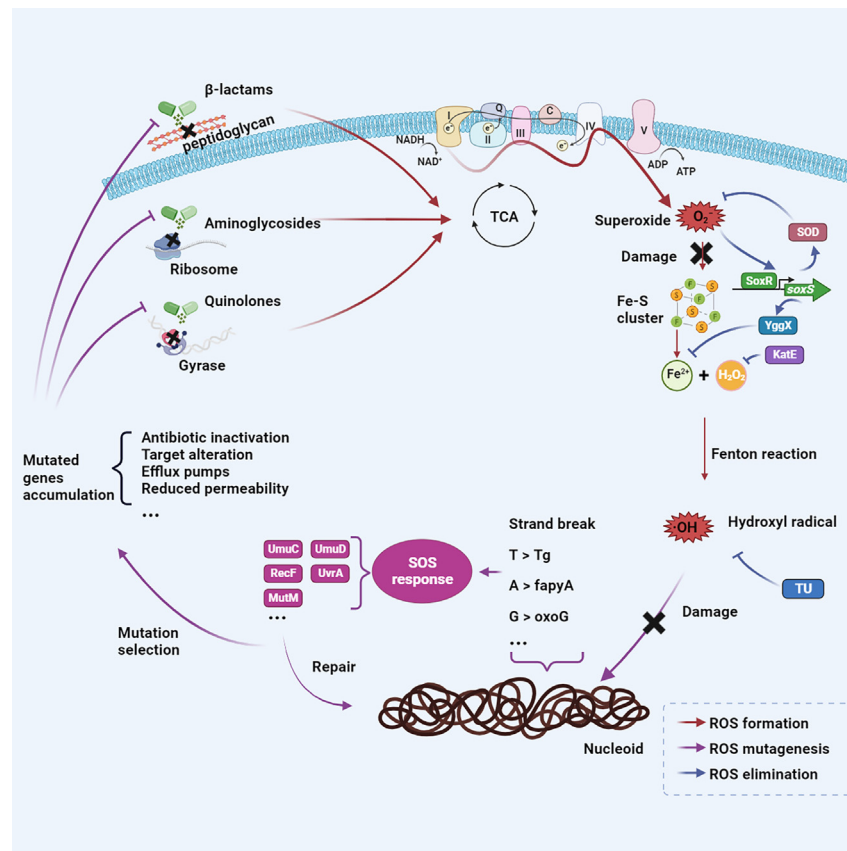 β-lactams
peptidoglycan
Aminoglycosides
Ribosome
Quinolones
Gyrase
NADH
NAD⁺
I
e⁻
Q
e⁻
II
III
C
e⁻
IV
V
ADP
ATP
TCA
Superoxide
O₂⁻
Damage
SOD
SoxR
soxS
Fe-S
cluster
F
S
S
F
S
F
F
S
YggX
KatE
Fe²⁺
+
H₂O₂
Fenton reaction
·OH
Hydroxyl radical
TU
Damage
Mutated
genes
accumulation
Antibiotic inactivation
Target alteration
Efflux pumps
Reduced permeability
...
Strand break
T > Tg
A > fapyA
G > oxoG
...
SOS
response
UmuC
UmuD
RecF
UvrA
MutM
...
Mutation
selection
Repair
Nucleoid
ROS formation
ROS mutagenesis
ROS elimination